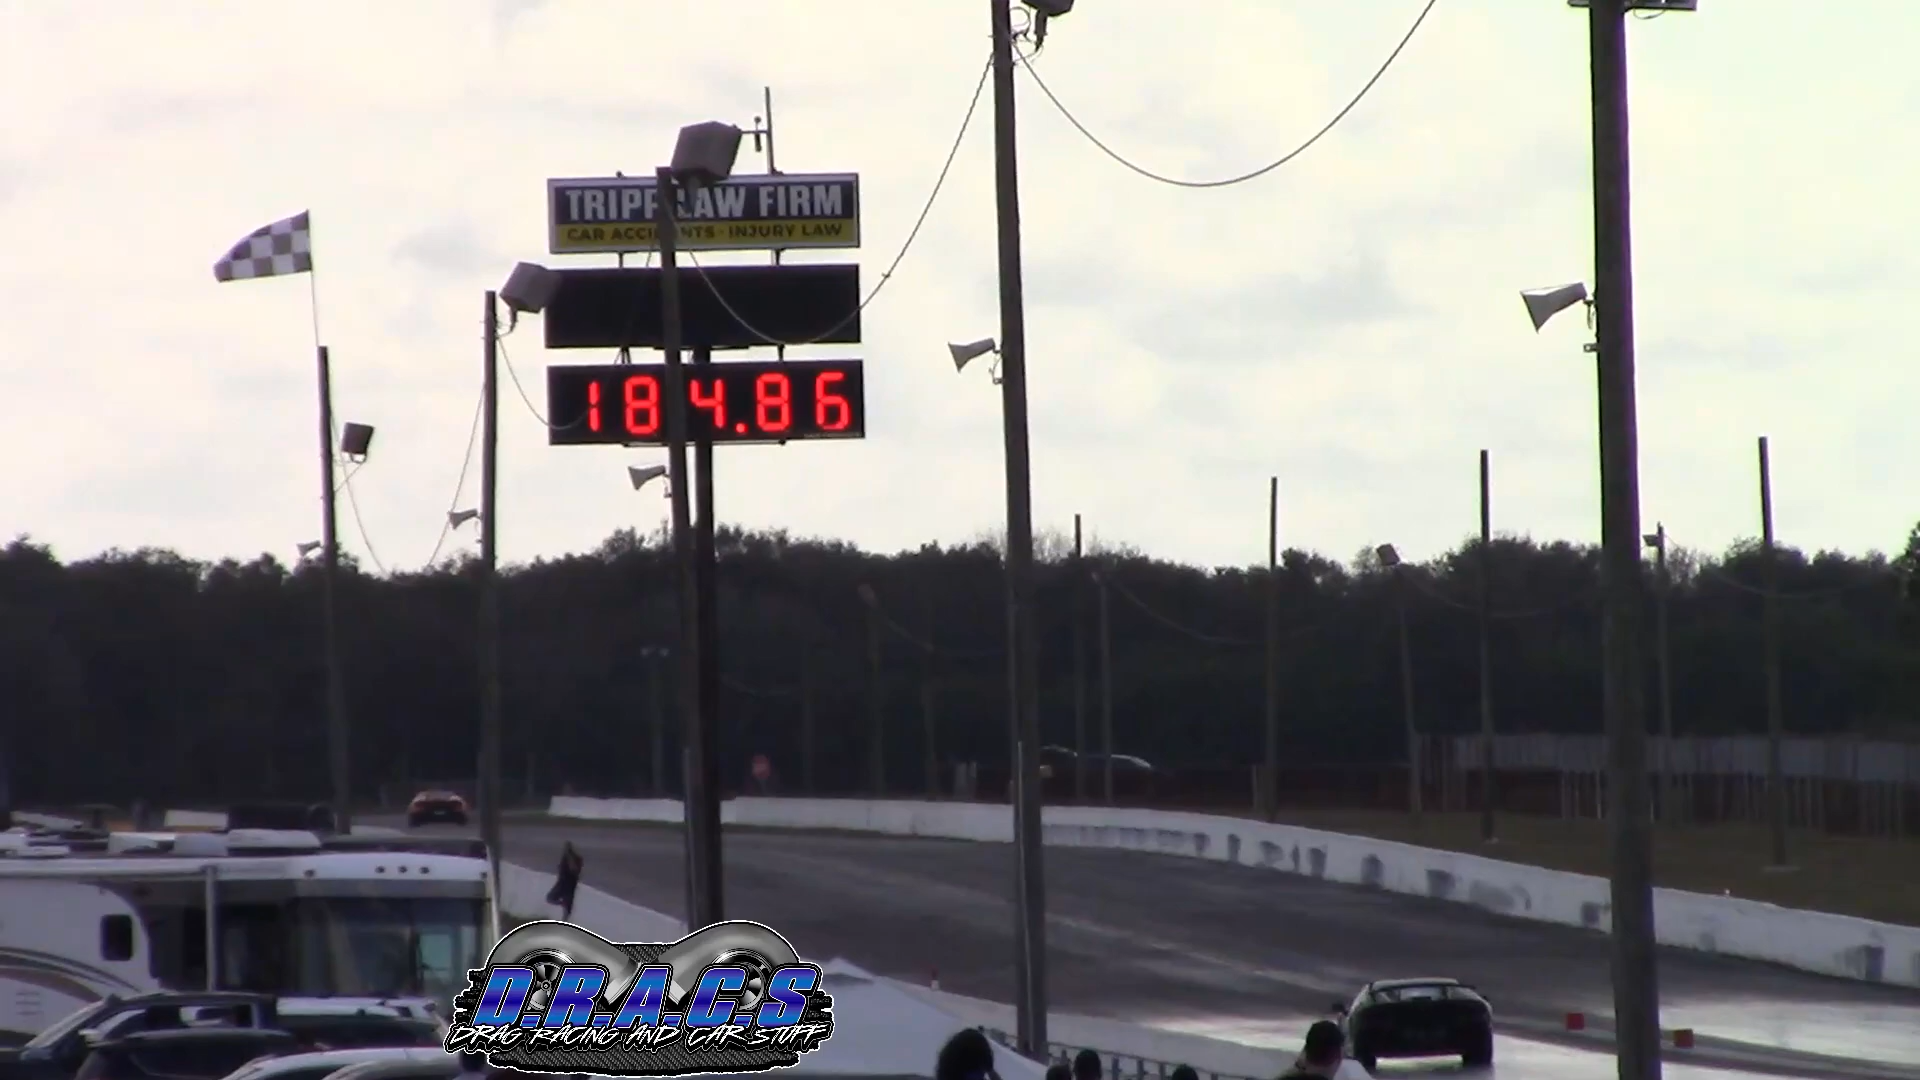 TRIPP LAW FIRM
CAR ACCIDENTS · INJURY LAW
184.86
D.R.A.C.S
DRAG RACING AND CAR STUFF